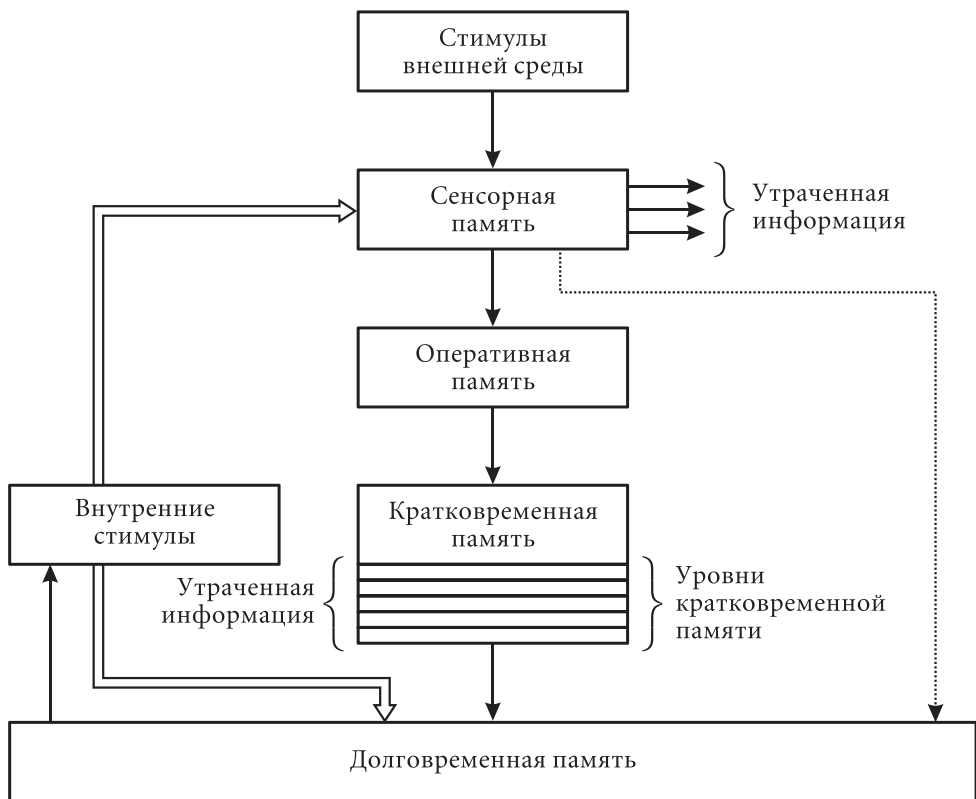 Стимулы
внешней среды
Сенсорная
память
Утраченная
информация
Оперативная
память
Внутренние
стимулы
Кратковременная
память
Утраченная
информация
Уровни
кратковременной
памяти
Долговременная память